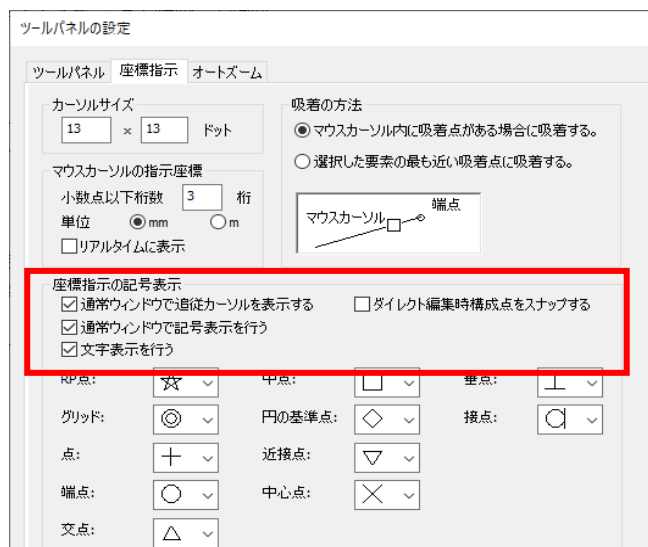 ツールパネルの設定
ツールパネル 座標指示 オートズーム
カーソルサイズ
13 × 13 ドット
マウスカーソルの指示座標
小数点以下桁数 3 桁
単位 mm m
リアルタイムに表示
吸着の方法
マウスカーソル内に吸着点がある場合に吸着する。
選択した要素の最も近い吸着点に吸着する。
マウスカーソル 端点
座標指示の記号表示
通常ウィンドウで追従カーソルを表示する ダイレクト編集時構成点をスナップする
通常ウィンドウで記号表示を行う
文字表示を行う
RP点: 中点: 垂点:
グリッド: 円の基準点: 接点:
点: 近接点:
端点: 中心点:
交点: